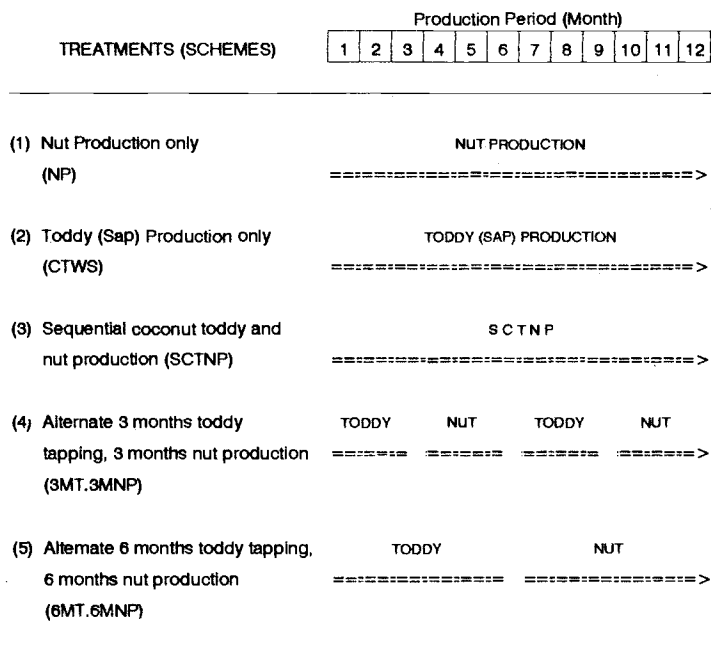 Production Period (Month)
TREATMENTS (SCHEMES) 1 2 3 4 5 6 7 8 9 10 11 12
(1) Nut Production only NUT PRODUCTION
(NP) ==================================>
(2) Toddy (Sap) Production only TODDY (SAP) PRODUCTION
(CTWS) ==================================>
(3) Sequential coconut toddy and S C T N P
nut production (SCTNP) ==================================>
(4) Alternate 3 months toddy TODDY NUT TODDY NUT
tapping, 3 months nut production ======= ======= ======= =======>
(3MT.3MNP)
(5) Alternate 6 months toddy tapping, TODDY NUT
6 months nut production ================ ================>
(6MT.6MNP)